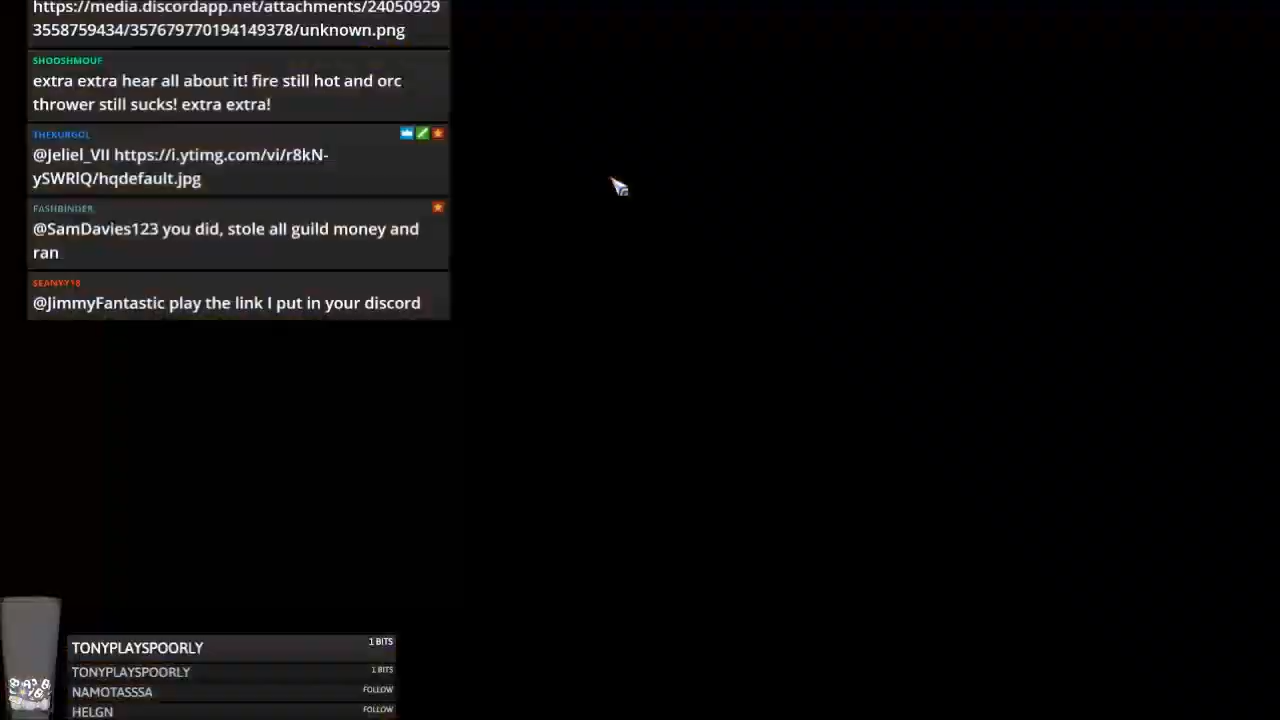 https://media.discordapp.net/attachments/24050929
3558759434/357679770194149378/unknown.png
SHOOSHMOUF
extra extra hear all about it! fire still hot and orc
thrower still sucks! extra extra!
THEKURGOL
@Jeliel_VII https://i.ytimg.com/vi/r8kN-
ySWRlQ/hqdefault.jpg
FASHBINDER
@SamDavies123 you did, stole all guild money and
ran
SEANYY18
@JimmyFantastic play the link I put in your discord
TONYPLAYSPOORLY 1 BITS
TONYPLAYSPOORLY 1 BITS
NAMOTASSSA FOLLOW
HELGN FOLLOW